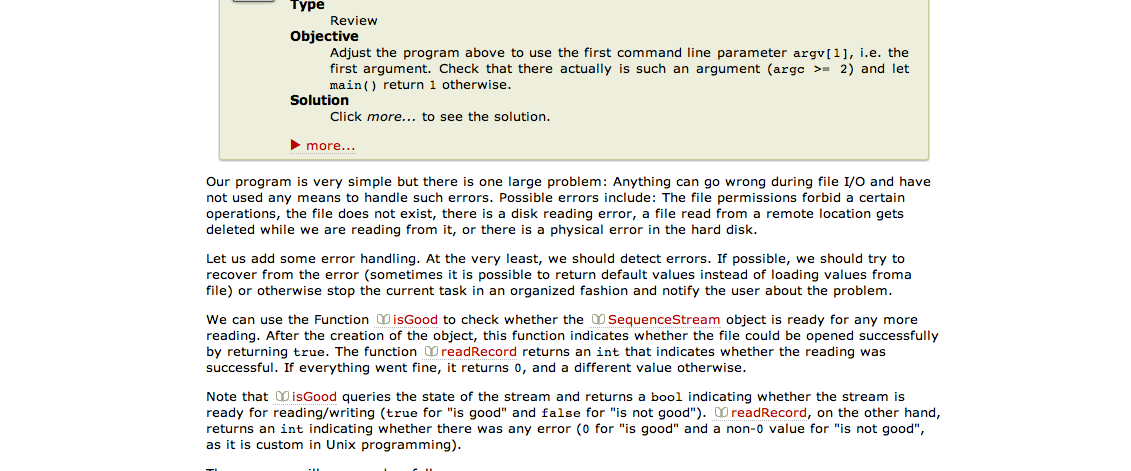 Type
Review
Objective
Adjust the program above to use the first command line parameter argv[1], i.e. the
first argument. Check that there actually is such an argument (argc >= 2) and let
main() return 1 otherwise.
Solution
Click more... to see the solution.
more...
Our program is very simple but there is one large problem: Anything can go wrong during file I/O and have
not used any means to handle such errors. Possible errors include: The file permissions forbid a certain
operations, the file does not exist, there is a disk reading error, a file read from a remote location gets
deleted while we are reading from it, or there is a physical error in the hard disk.
Let us add some error handling. At the very least, we should detect errors. If possible, we should try to
recover from the error (sometimes it is possible to return default values instead of loading values froma
file) or otherwise stop the current task in an organized fashion and notify the user about the problem.
We can use the Function isGood to check whether the SequenceStream object is ready for any more
reading. After the creation of the object, this function indicates whether the file could be opened successfully
by returning true. The function readRecord returns an int that indicates whether the reading was
successful. If everything went fine, it returns 0, and a different value otherwise.
Note that isGood queries the state of the stream and returns a bool indicating whether the stream is
ready for reading/writing (true for "is good" and false for "is not good"). readRecord, on the other hand,
returns an int indicating whether there was any error (0 for "is good" and a non-0 value for "is not good",
as it is custom in Unix programming).